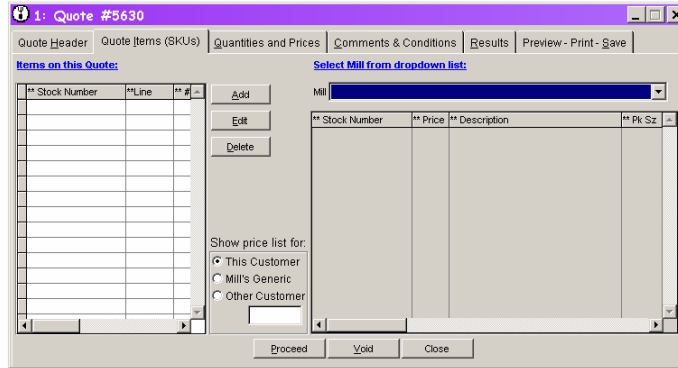 1: Quote #5630
Quote Header Quote Items (SKUs) Quantities and Prices Comments & Conditions Results Preview - Print - Save
Items on this Quote: Select Mill from dropdown list:
** Stock Number **Line ** #
Add
Edit
Delete
Mill
** Stock Number ** Price ** Description ** Pk Sz
Show price list for:
This Customer
Mill's Generic
Other Customer
Proceed Void Close